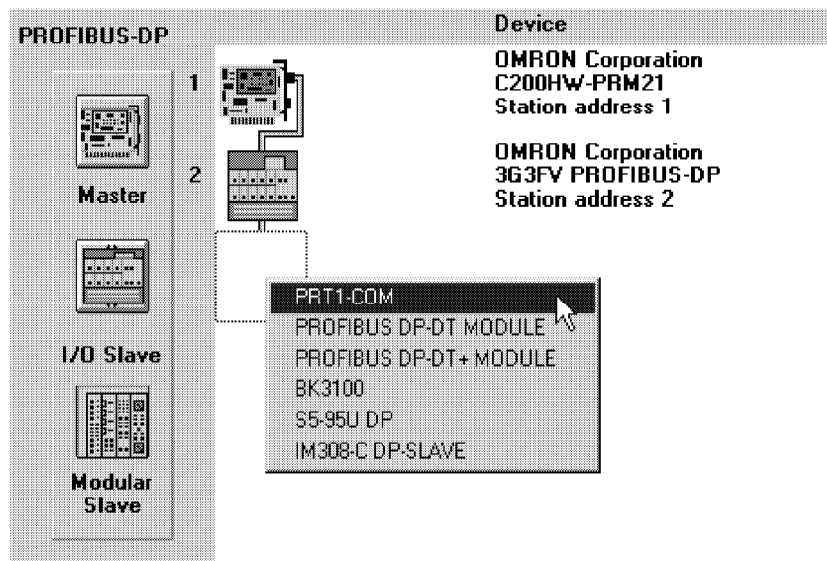 PROFIBUS-DP
Device
Master
I/O Slave
Modular
Slave
1
OMRON Corporation
C200HW-PRM21
Station address 1
2
OMRON Corporation
3G3FV PROFIBUS-DP
Station address 2
PRT1-COM
PROFIBUS DP-DT MODULE
PROFIBUS DP-DT+ MODULE
BK3100
S5-95U DP
IM308-C DP-SLAVE